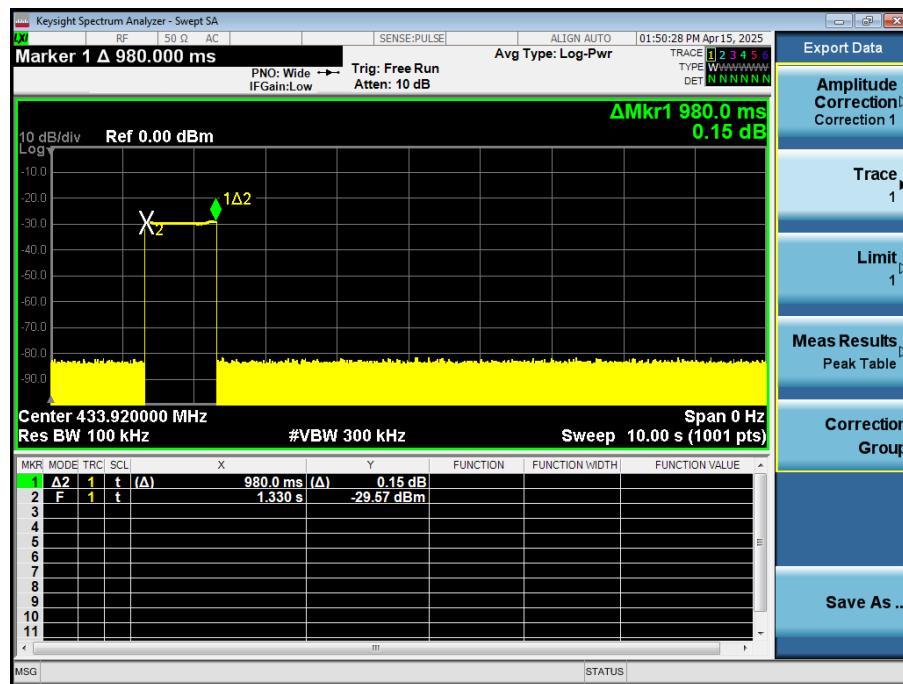 Keysight Spectrum Analyzer - Swept SA
LXI RF 50 Ω AC SENSE:PULSE ALIGN AUTO 01:50:28 PM Apr 15, 2025
Marker 1 Δ 980.000 ms
PNO: Wide
IFGain:Low
Trig: Free Run
Atten: 10 dB
Avg Type: Log-Pwr
TRACE 1 2 3 4 5 6
TYPE WWWWWW
DET N N N N N N
Export Data
Amplitude
Correction
Correction 1
Trace
1
Limit
1
Meas Results
Peak Table
Correction
Group
Save As ..
ΔMkr1 980.0 ms
0.15 dB
10 dB/div Ref 0.00 dBm
Log
-10.0
-20.0
-30.0
-40.0
-50.0
-60.0
-70.0
-80.0
-90.0
1Δ2
X2
Center 433.920000 MHz Span 0 Hz
Res BW 100 kHz #VBW 300 kHz Sweep 10.00 s (1001 pts)
MKR MODE TRC SCL X Y FUNCTION FUNCTION WIDTH FUNCTION VALUE
1 Δ2 1 t (Δ) 980.0 ms (Δ) 0.15 dB
2 F 1 t 1.330 s -29.57 dBm
3
4
5
6
7
8
9
10
11
MSG STATUS